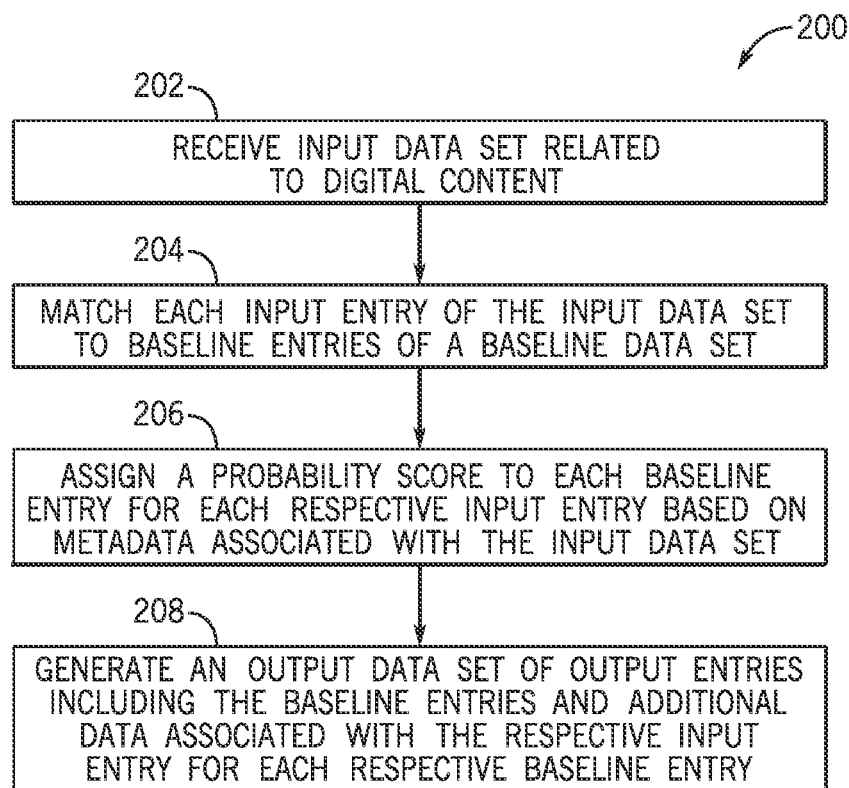 200
202
RECEIVE INPUT DATA SET RELATED
TO DIGITAL CONTENT
204
MATCH EACH INPUT ENTRY OF THE INPUT DATA SET
TO BASELINE ENTRIES OF A BASELINE DATA SET
206
ASSIGN A PROBABILITY SCORE TO EACH BASELINE
ENTRY FOR EACH RESPECTIVE INPUT ENTRY BASED ON
METADATA ASSOCIATED WITH THE INPUT DATA SET
208
GENERATE AN OUTPUT DATA SET OF OUTPUT ENTRIES
INCLUDING THE BASELINE ENTRIES AND ADDITIONAL
DATA ASSOCIATED WITH THE RESPECTIVE INPUT
ENTRY FOR EACH RESPECTIVE BASELINE ENTRY